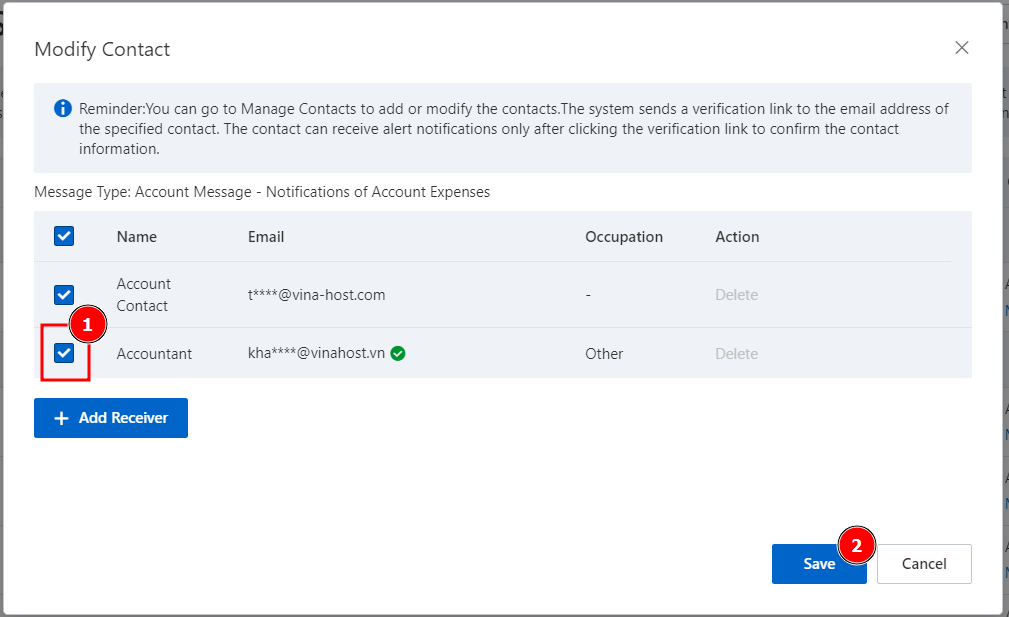 Modify Contact
Reminder:You can go to Manage Contacts to add or modify the contacts.The system sends a verification link to the email address of
the specified contact. The contact can receive alert notifications only after clicking the verification link to confirm the contact
information.
Message Type: Account Message - Notifications of Account Expenses
Name Email Occupation Action
Account
Contact
t****@vina-host.com - Delete
1
Accountant kha****@vinahost.vn Other Delete
+ Add Receiver
2
Save Cancel